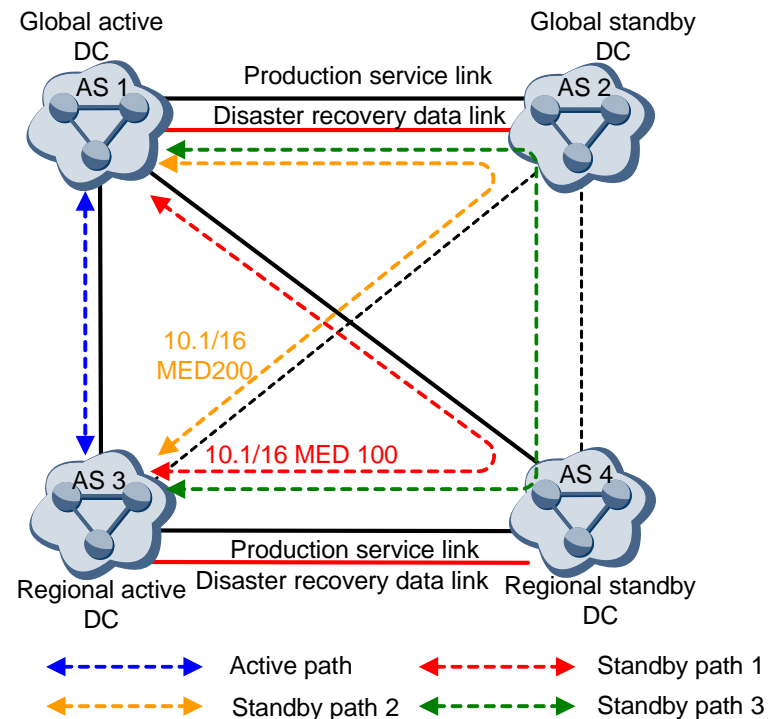 Global active
DC
Global standby
DC
AS 1
Production service link
AS 2
Disaster recovery data link
10.1/16
MED200
10.1/16 MED 100
AS 3
AS 4
Production service link
Disaster recovery data link
Regional active
DC
Regional standby
DC
Active path
Standby path 1
Standby path 2
Standby path 3